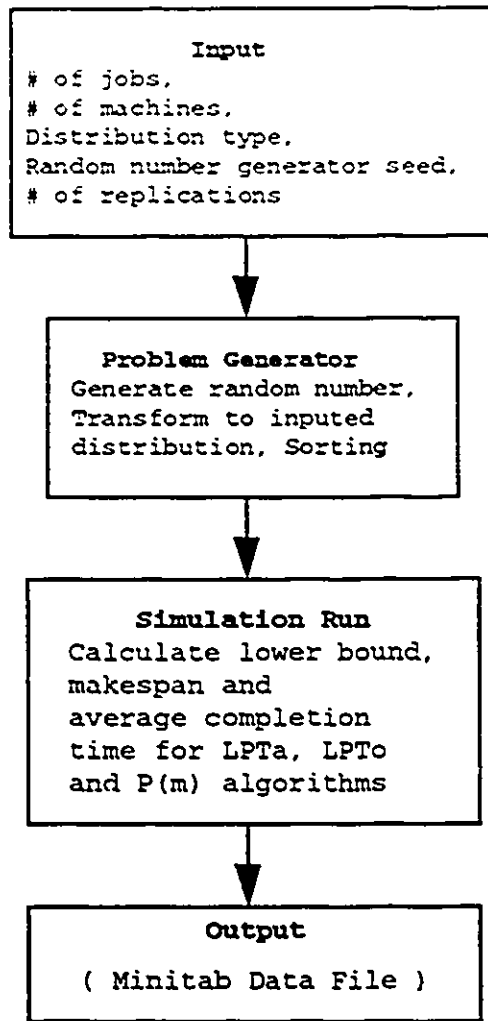 Input
# of jobs,
# of machines,
Distribution type,
Random number generator seed,
# of replications
Problem Generator
Generate random number,
Transform to inputed
distribution, Sorting
Simulation Run
Calculate lower bound,
makespan and
average completion
time for LPTa, LPTo
and P(m) algorithms
Output
( Minitab Data File )